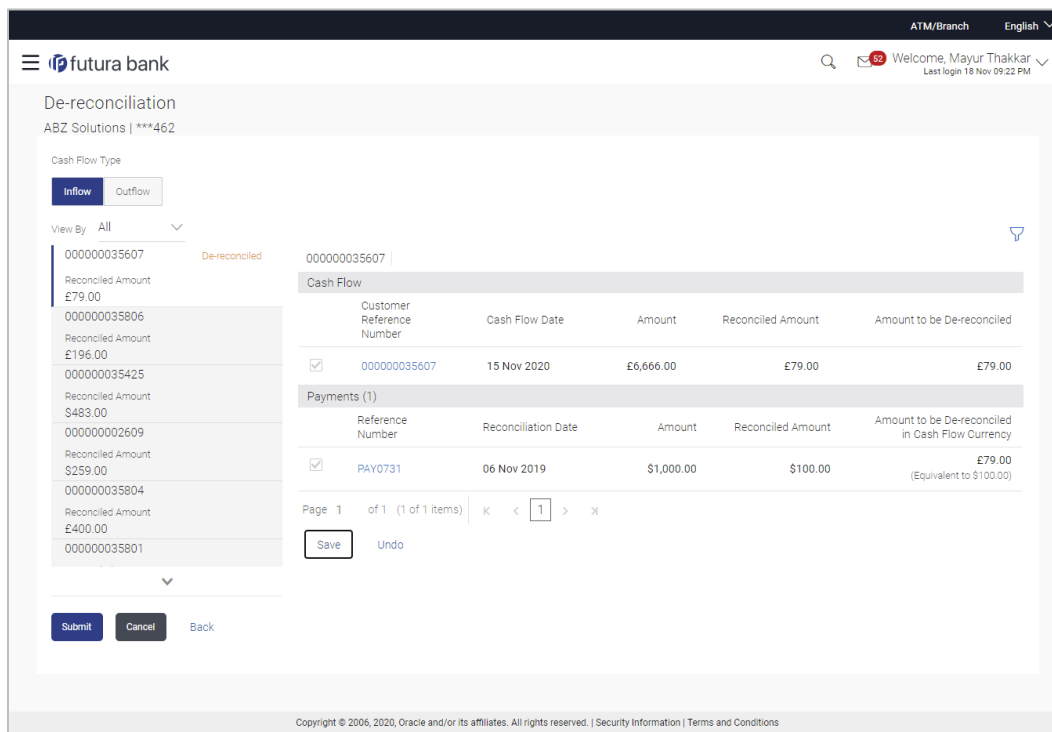 ATM/Branch English
futura bank
52 Welcome, Mayur Thakkar
Last login 18 Nov 09:22 PM
De-reconciliation
ABZ Solutions | ***462
Cash Flow Type
Inflow Outflow
View By All
000000035607 De-reconciled
Reconciled Amount
£79.00
000000035806
Reconciled Amount
£196.00
000000035425
Reconciled Amount
$483.00
000000002609
Reconciled Amount
$259.00
000000035804
Reconciled Amount
£400.00
000000035801
000000035607
Cash Flow
Customer
Reference
Number
Cash Flow Date
Amount
Reconciled Amount
Amount to be De-reconciled
000000035607 15 Nov 2020 £6,666.00 £79.00 £79.00
Payments (1)
Reference
Number
Reconciliation Date
Amount
Reconciled Amount
Amount to be De-reconciled
in Cash Flow Currency
PAY0731 06 Nov 2019 $1,000.00 $100.00 £79.00
(Equivalent to $100.00)
Page 1 of 1 (1 of 1 items) K < 1 > >|
Save Undo
Submit Cancel Back
Copyright © 2006, 2020, Oracle and/or its affiliates. All rights reserved. | Security Information | Terms and Conditions